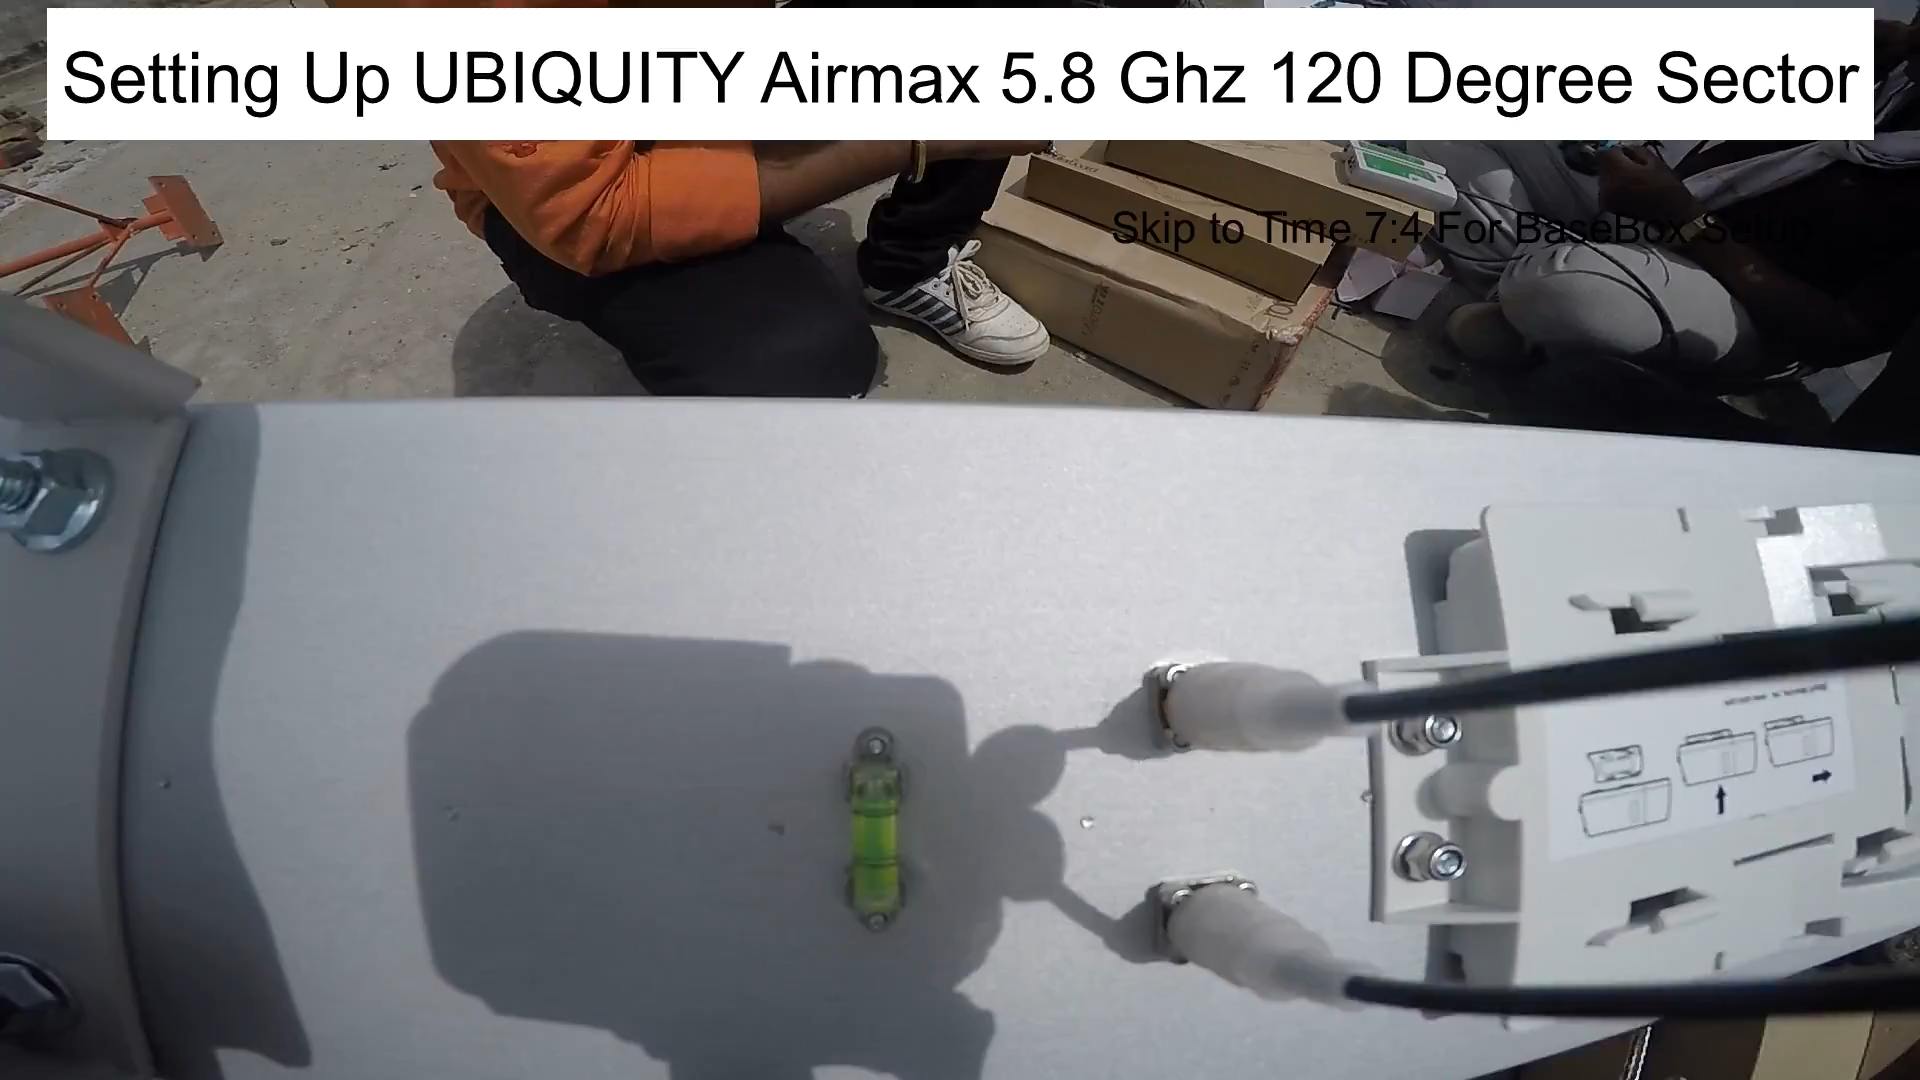 Setting Up UBIQUITY Airmax 5.8 Ghz 120 Degree Sector
Skip to Time 7:4 For BaseBox Setup